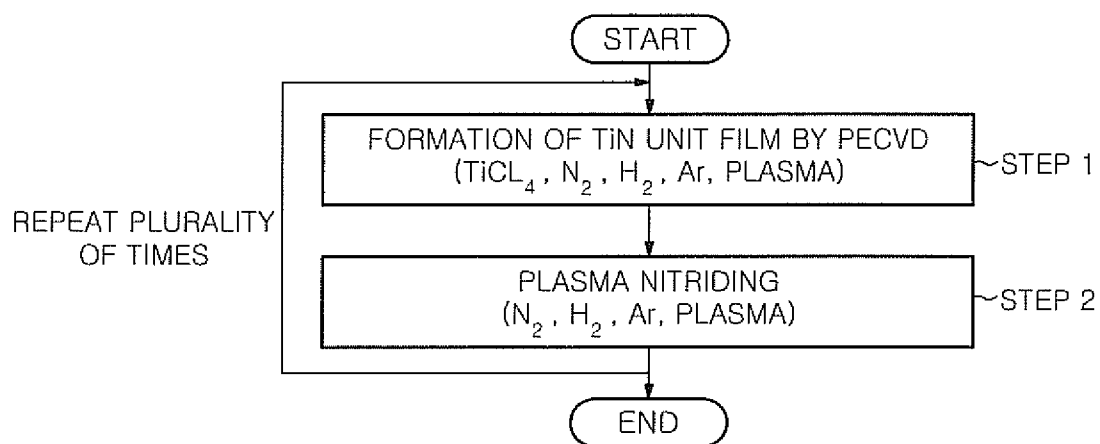 START
FORMATION OF TiN UNIT FILM BY PECVD
(TiCL₄, N₂, H₂, Ar, PLASMA)
STEP 1
REPEAT PLURALITY
OF TIMES
PLASMA NITRIDING
(N₂, H₂, Ar, PLASMA)
STEP 2
END